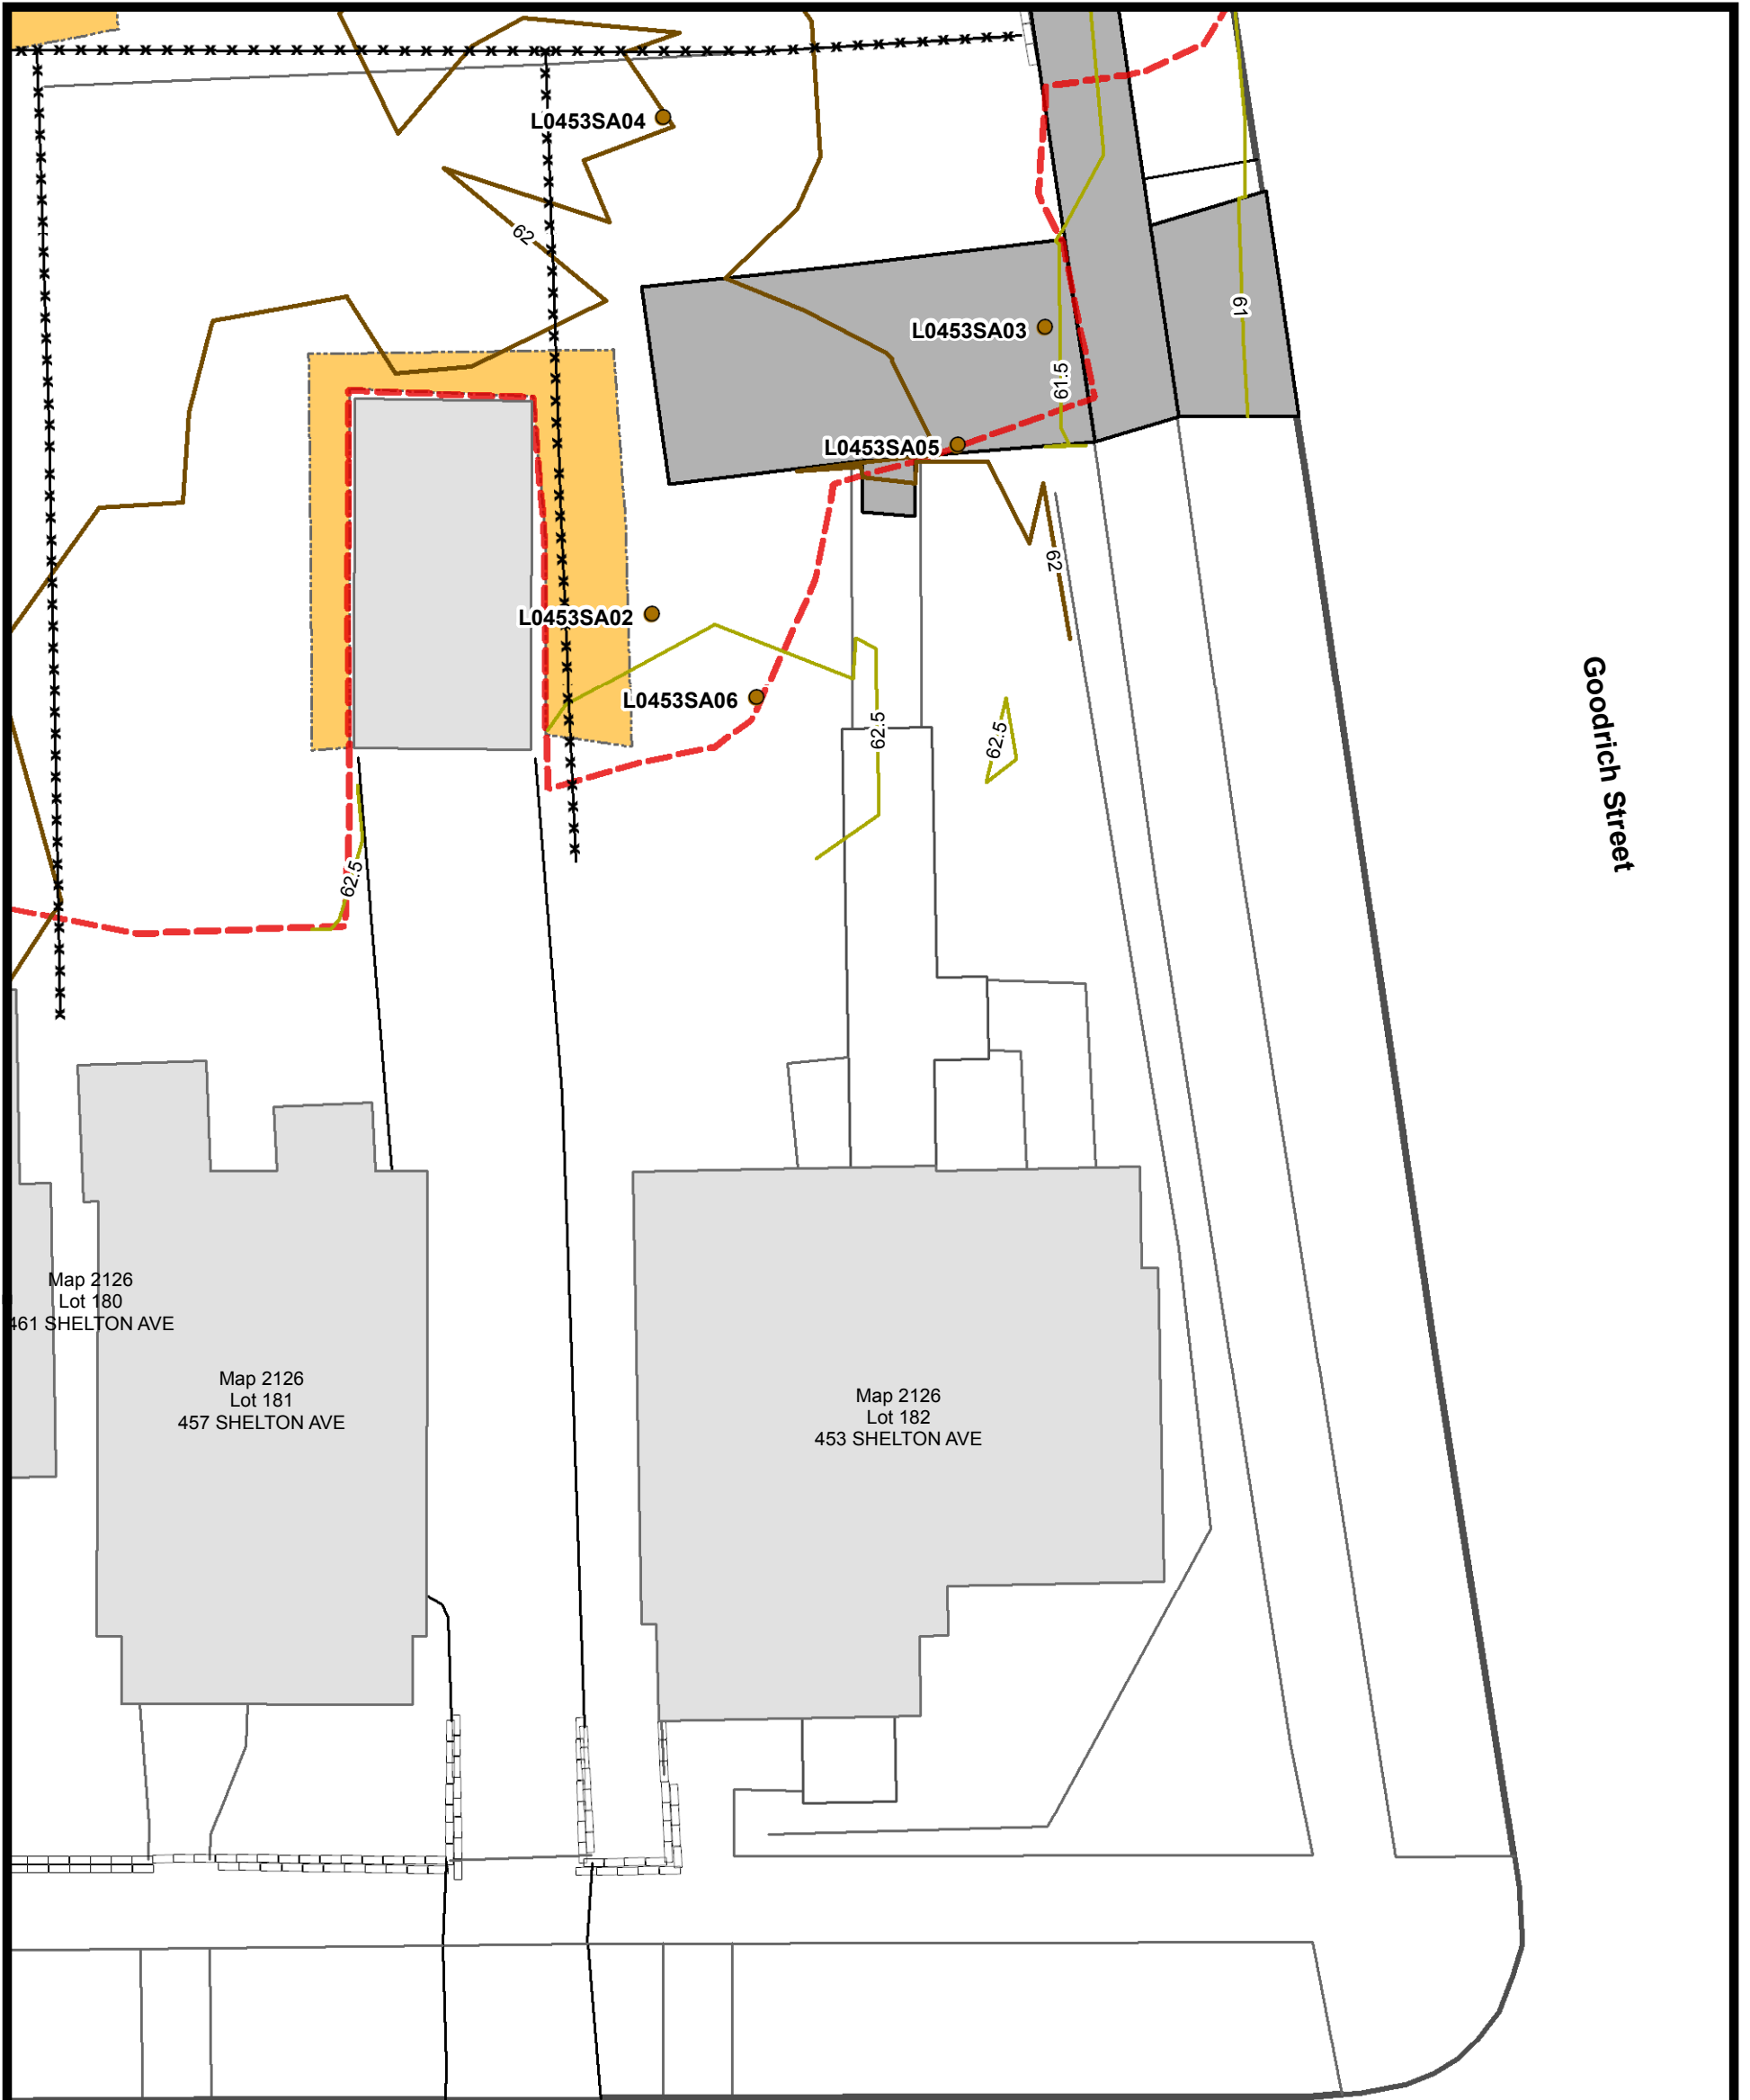 L0453SA04
62
61
L0453SA03
61.5
L0453SA05
62
L0453SA02
L0453SA06
62.5
62.5
Goodrich Street
62.5
Map 2126
Lot 180
461 SHELTON AVE
Map 2126
Lot 181
457 SHELTON AVE
Map 2126
Lot 182
453 SHELTON AVE